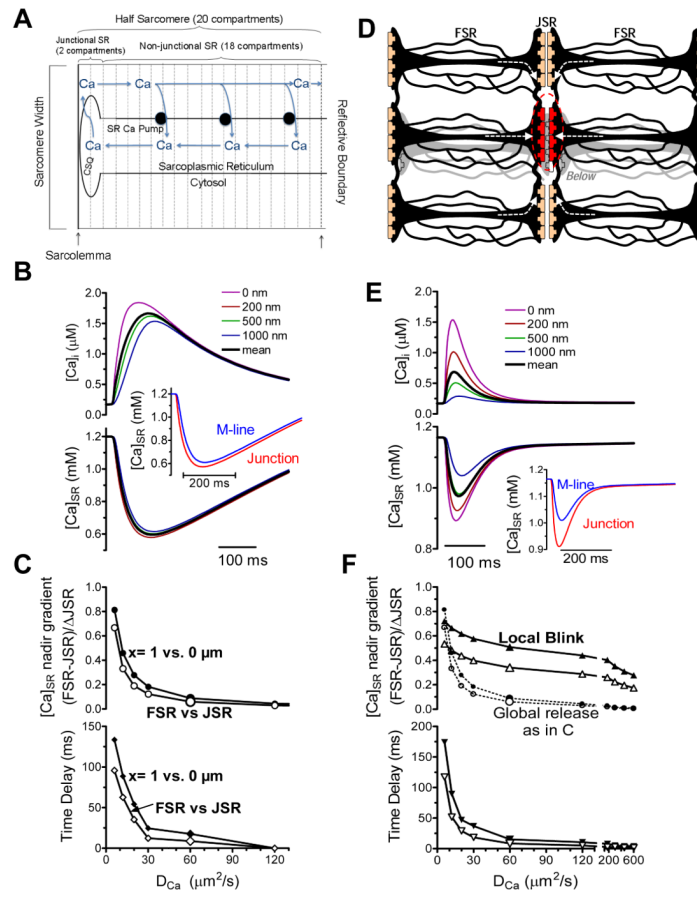 A
Half Sarcomere (20 compartments)
Junctional SR
(2 compartments)
Non-junctional SR (18 compartments)
Sarcomere Width
Ca
Ca
Ca
SR Ca Pump
Ca
Ca
Ca
Ca
CSQ
Sarcoplasmic Reticulum
Cytosol
Reflective Boundary
Sarcolemma
B
[Ca]i (μM)
2.0
1.5
1.0
0.5
0.0
0 nm
200 nm
500 nm
1000 nm
mean
[Ca]SR (mM)
1.2
1.0
0.8
0.6
M-line
Junction
200 ms
[Ca]SR (mM)
1.2
1.0
0.8
0.6
100 ms
C
[Ca]SR nadir gradient
(FSR-JSR)/ΔJSR
1.0
0.8
0.6
0.4
0.2
0.0
x= 1 vs. 0 μm
FSR vs JSR
Time Delay (ms)
150
125
100
75
50
25
0
x= 1 vs. 0 μm
FSR vs JSR
0 30 60 90 120
DCa (μm²/s)
D
FSR
JSR
FSR
Below
E
[Ca]i (μM)
2.0
1.5
1.0
0.5
0.0
0 nm
200 nm
500 nm
1000 nm
mean
[Ca]SR (mM)
1.2
1.0
0.8
100 ms
[Ca]SR (mM)
1.2
1.1
1.0
0.9
M-line
Junction
200 ms
F
[Ca]SR nadir gradient
(FSR-JSR)/ΔJSR
1.0
0.8
0.6
0.4
0.2
0.0
Local Blink
Global release
as in C
Time Delay (ms)
200
175
150
100
50
25
0
0 30 60 90 120 200 400 600
DCa (μm²/s)